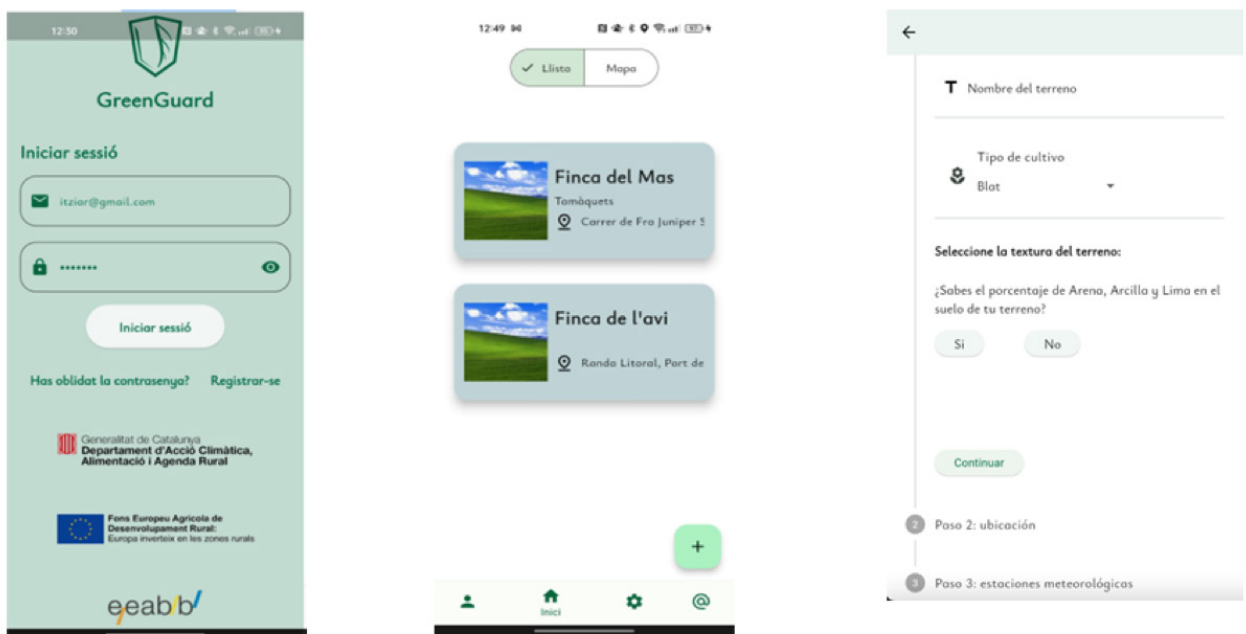 12:30
GreenGuard
Iniciar sessió
itziar@gmail.com
Iniciar sessió
Has oblidat la contrasenya? Registrar-se
Generalitat de Catalunya
Departament d'Acció Climàtica,
Alimentació i Agenda Rural
Fons Europeu Agrícola de
Desenvolupament Rural:
Europa inverteix en les zones rurals
12:49
Llista Mapa
Finca del Mas
Tomàquets
Carrer de Fra Juniper S
Finca de l'avi
Ronda Litoral, Port de
+
Inici
Nombre del terreno
Tipo de cultivo
Blat
Seleccione la textura del terreno:
¿Sabes el porcentaje de Arena, Arcilla y Lima en el
suelo de tu terreno?
Si No
Continuar
2 Paso 2: ubicación
3 Paso 3: estaciones meteorológicas